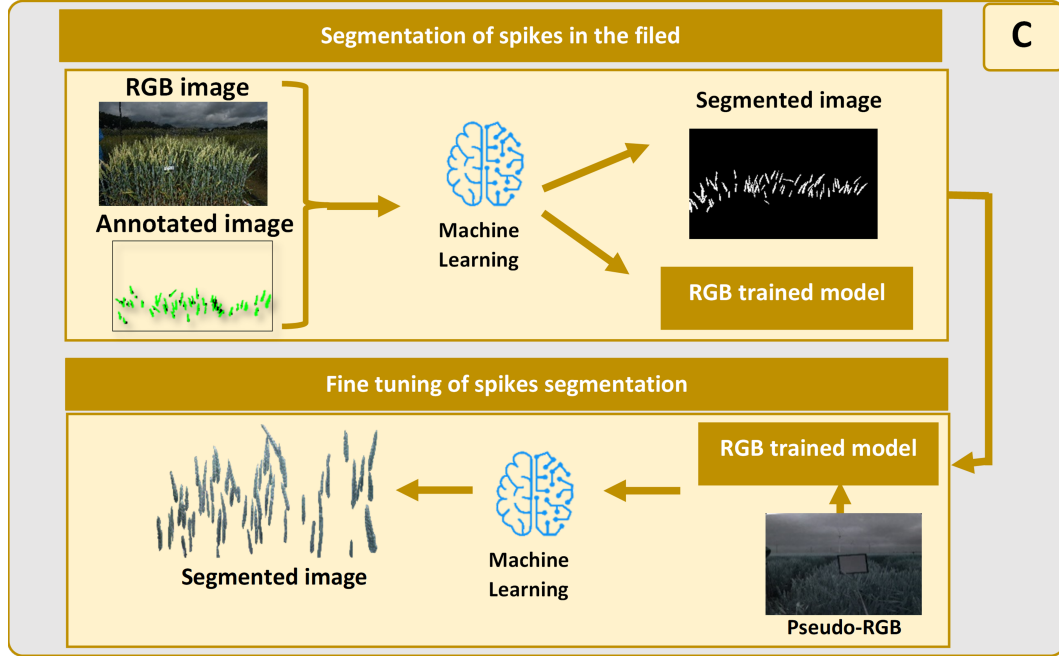 Segmentation of spikes in the filed
C
RGB image
Annotated image
Machine
Learning
Segmented image
RGB trained model
Fine tuning of spikes segmentation
Segmented image
Machine
Learning
RGB trained model
Pseudo-RGB